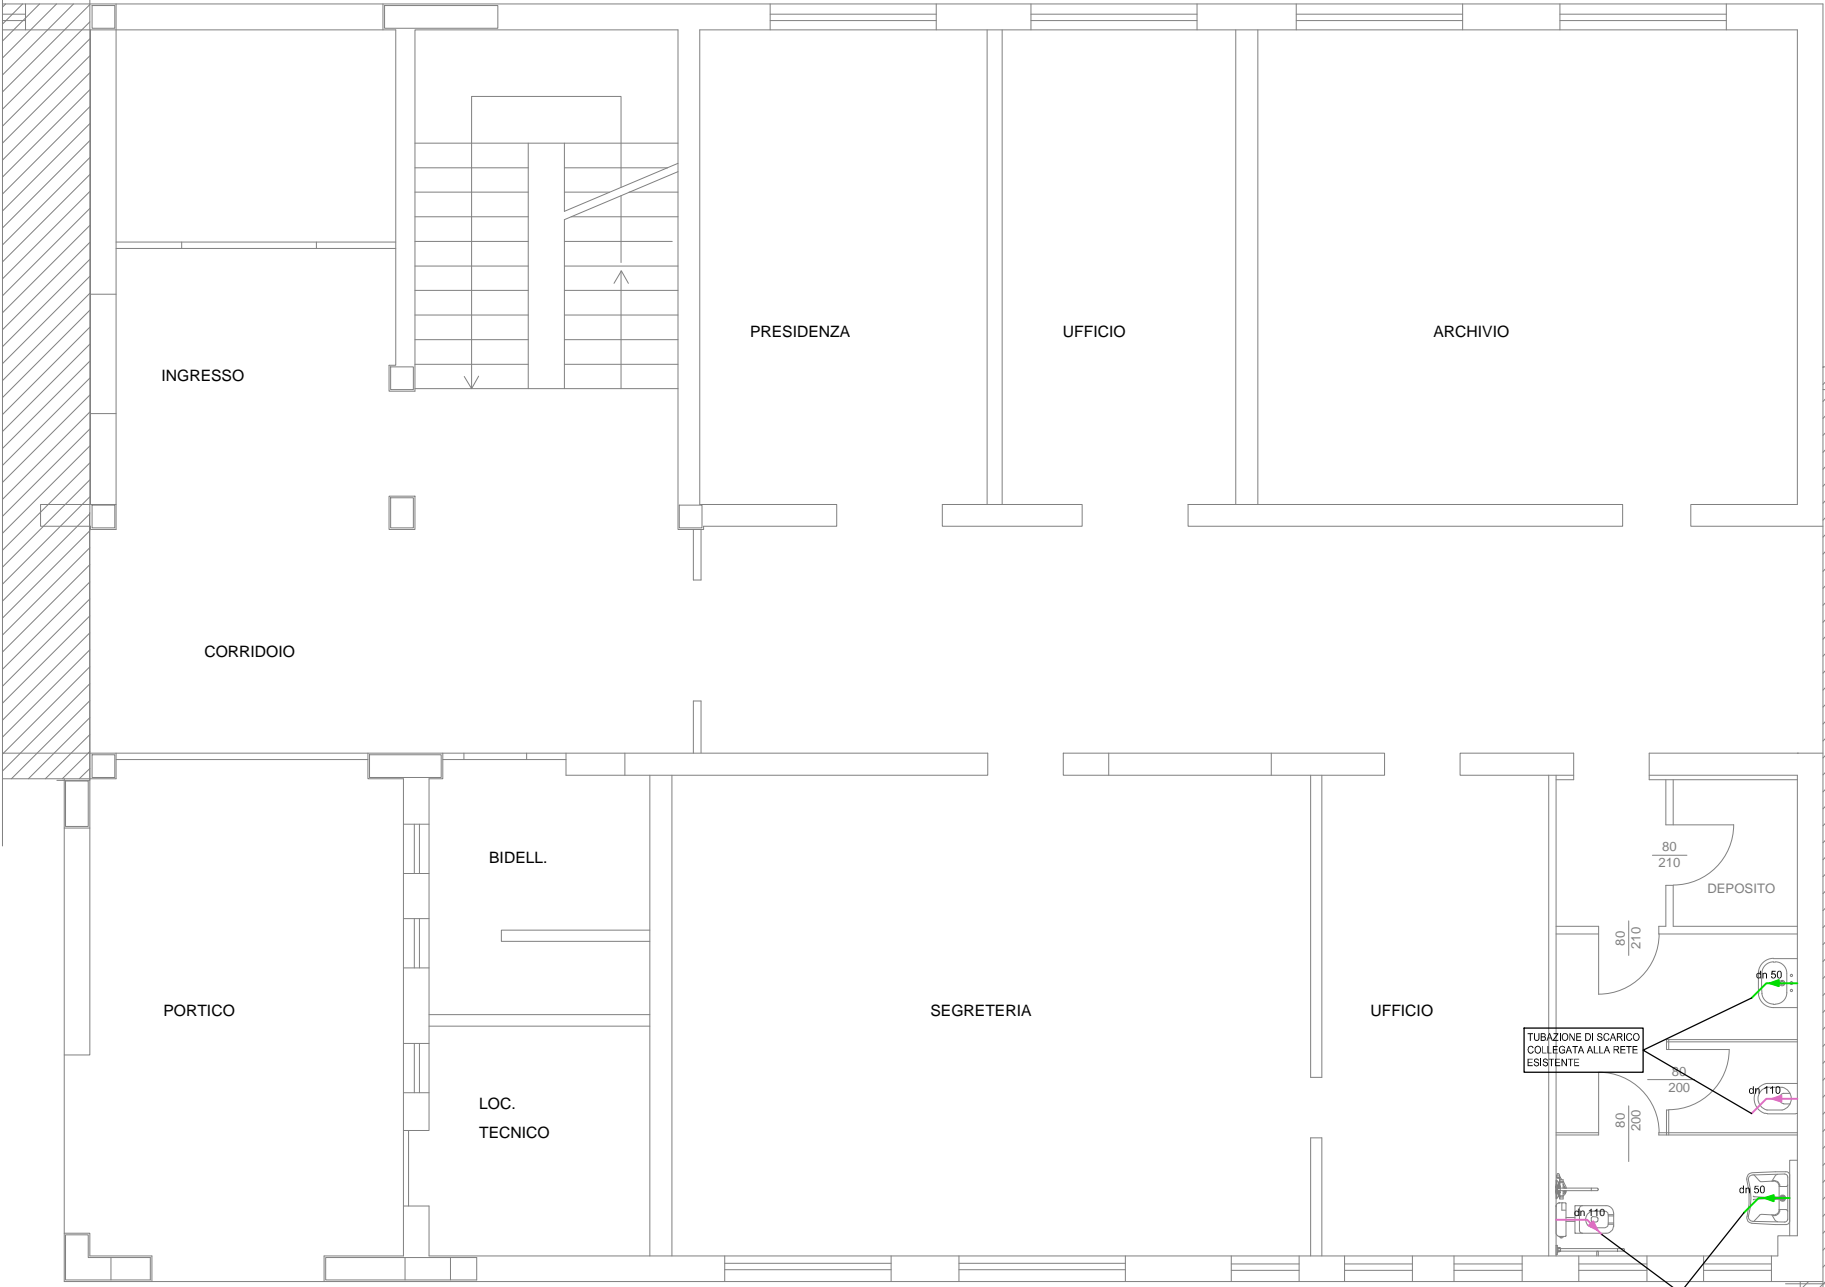 PRESIDENZA
UFFICIO
ARCHIVIO
INGRESSO
CORRIDOIO
BIDELL.
80
210
DEPOSITO
80
210
dn 50
PORTICO
SEGRETERIA
UFFICIO
TUBAZIONE DI SCARICO
COLLEGATA ALLA RETE
ESISTENTE
80
200
dn 110
LOC.
TECNICO
80
200
dn 50
dn 110